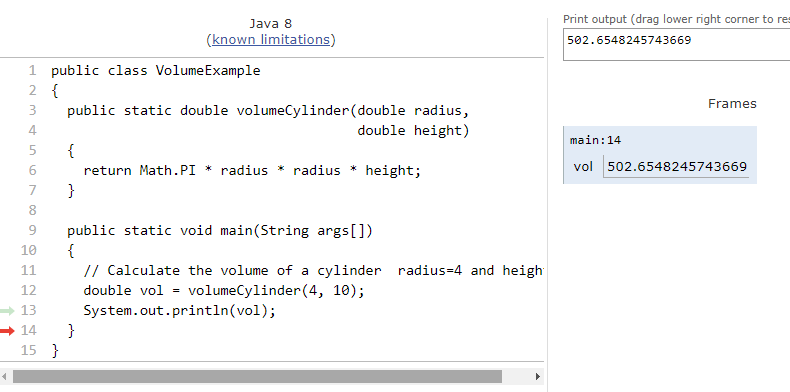 Java 8
(known limitations)
1 public class VolumeExample
2 {
3   public static double volumeCylinder(double radius,
4                                       double height)
5   {
6     return Math.PI * radius * radius * height;
7   }
8
9   public static void main(String args[])
10   {
11     // Calculate the volume of a cylinder  radius=4 and heigh
12     double vol = volumeCylinder(4, 10);
13     System.out.println(vol);
14   }
15 }
Print output (drag lower right corner to res
502.6548245743669
Frames
main:14
vol 502.6548245743669